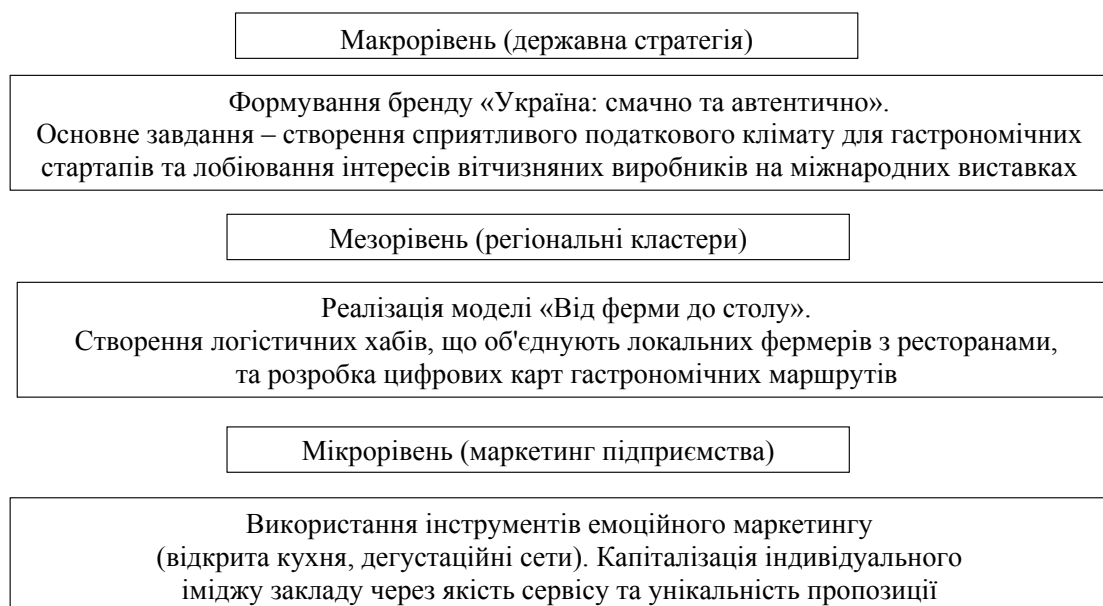 Макрорівень (державна стратегія)
Формування бренду «Україна: смачно та автентично».
Основне завдання – створення сприятливого податкового клімату для гастрономічних
стартапів та лобіювання інтересів вітчизняних виробників на міжнародних виставках
Мезорівень (регіональні кластери)
Реалізація моделі «Від ферми до столу».
Створення логістичних хабів, що об'єднують локальних фермерів з ресторанами,
та розробка цифрових карт гастрономічних маршрутів
Мікрорівень (маркетинг підприємства)
Використання інструментів емоційного маркетингу
(відкрита кухня, дегустаційні сети). Капіталізація індивідуального
іміджу закладу через якість сервісу та унікальність пропозиції